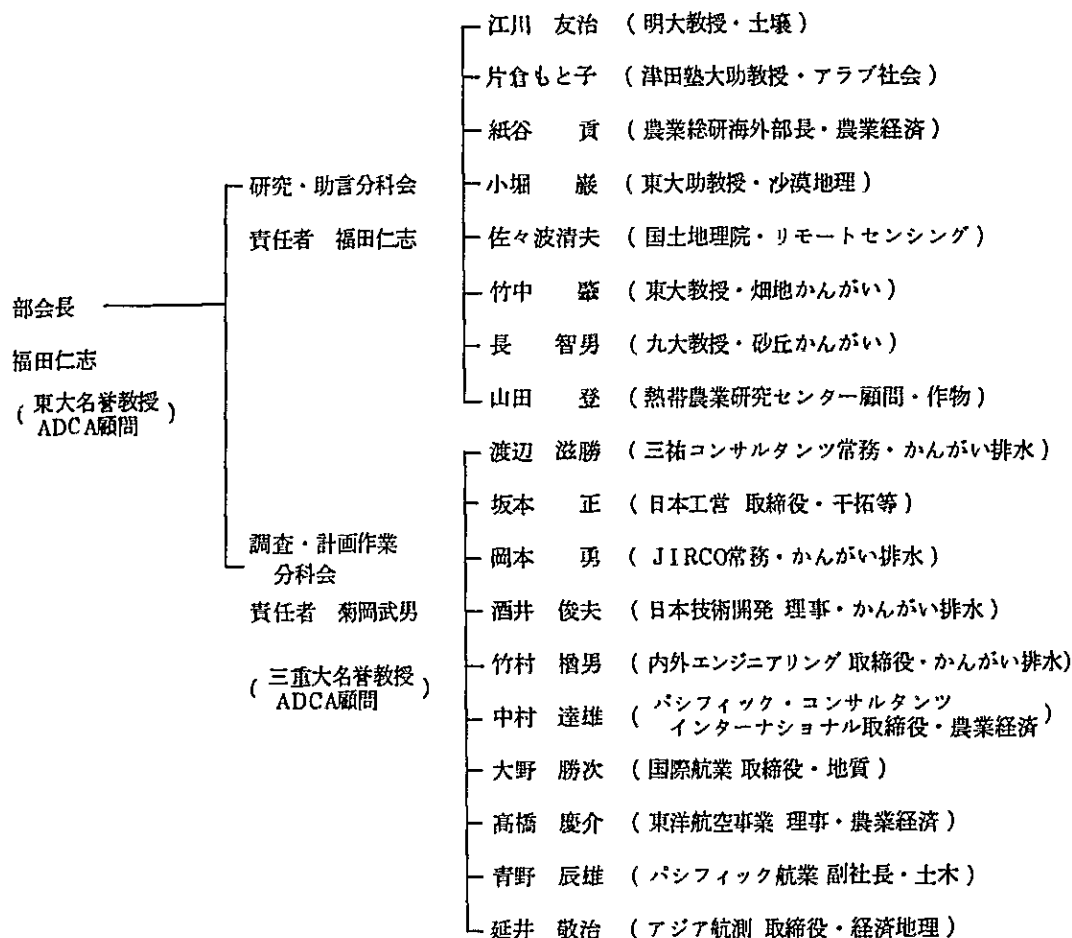 部会長
福田仁志
(東大名誉教授
ADCA顧問)
研究・助言分科会
責任者 福田仁志
江川 友治 (明大教授・土壌)
片倉もと子 (津田塾大助教授・アラブ社会)
紙谷 貢 (農業総研海外部長・農業経済)
小堀 巌 (東大助教授・沙漠地理)
佐々波清夫 (国土地理院・リモートセンシング)
竹中 肇 (東大教授・畑地かんがい)
長 智男 (九大教授・砂丘かんがい)
山田 登 (熱帯農業研究センター顧問・作物)
調査・計画作業
分科会
責任者 菊岡武男
(三重大名誉教授
ADCA顧問)
渡辺 滋勝 (三祐コンサルタンツ常務・かんがい排水)
坂本 正 (日本工営 取締役・干拓等)
岡本 勇 (JIRCO常務・かんがい排水)
酒井 俊夫 (日本技術開発 理事・かんがい排水)
竹村 楢男 (内外エンジニアリング 取締役・かんがい排水)
中村 達雄 (パシフィック・コンサルタンツ
インターナショナル取締役・農業経済)
大野 勝次 (国際航業 取締役・地質)
髙橋 慶介 (東洋航空事業 理事・農業経済)
青野 辰雄 (パシフィック航業 副社長・土木)
延井 敬治 (アジア航測 取締役・経済地理)